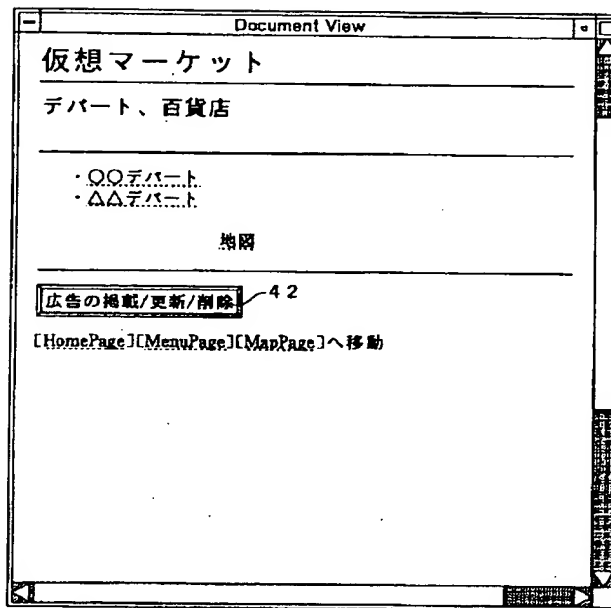 Document View
仮想マーケット
デパート、百貨店
・○○デパート
・△△デパート
地図
広告の掲載/更新/削除
42
[HomePage][MenuPage][MapPage]へ移動